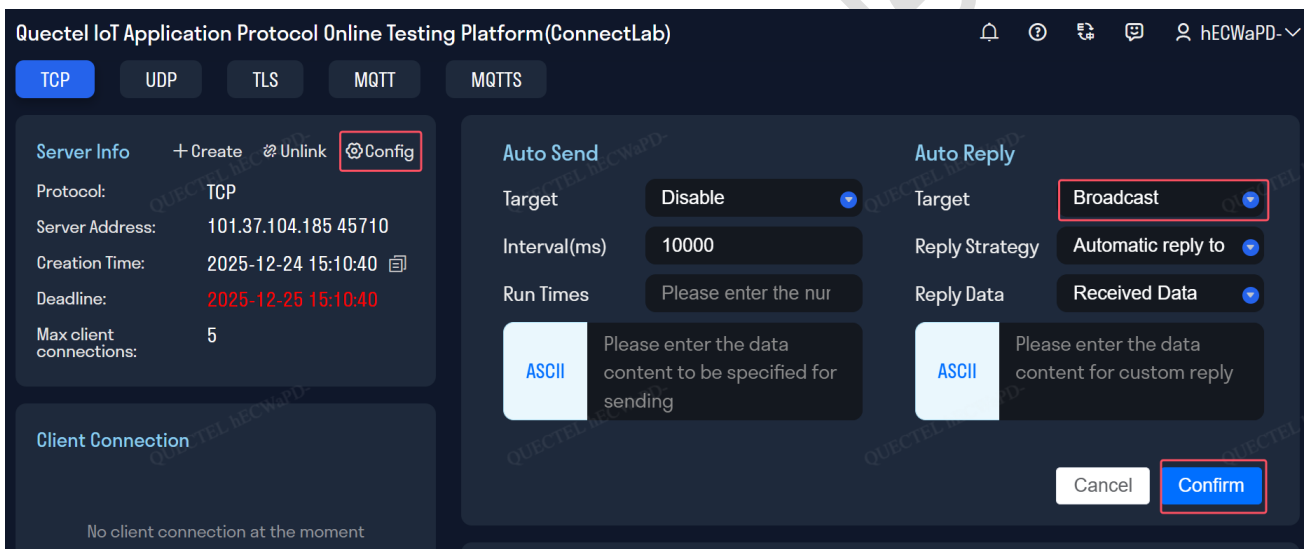 Quectel IoT Application Protocol Online Testing Platform(ConnectLab)
hECWaPD-
TCP UDP TLS MQTT MQTTS
Server Info
Create Unlink Config
Protocol: TCP
Server Address: 101.37.104.185 45710
Creation Time: 2025-12-24 15:10:40
Deadline: 2025-12-25 15:10:40
Max client
connections: 5
Client Connection
No client connection at the moment
Auto Send
Target Disable
Interval(ms) 10000
Run Times Please enter the nur
ASCII
Please enter the data
content to be specified for
sending
Auto Reply
Target Broadcast
Reply Strategy Automatic reply to
Reply Data Received Data
ASCII
Please enter the data
content for custom reply
Cancel Confirm
QUECTEL hECWaPD-